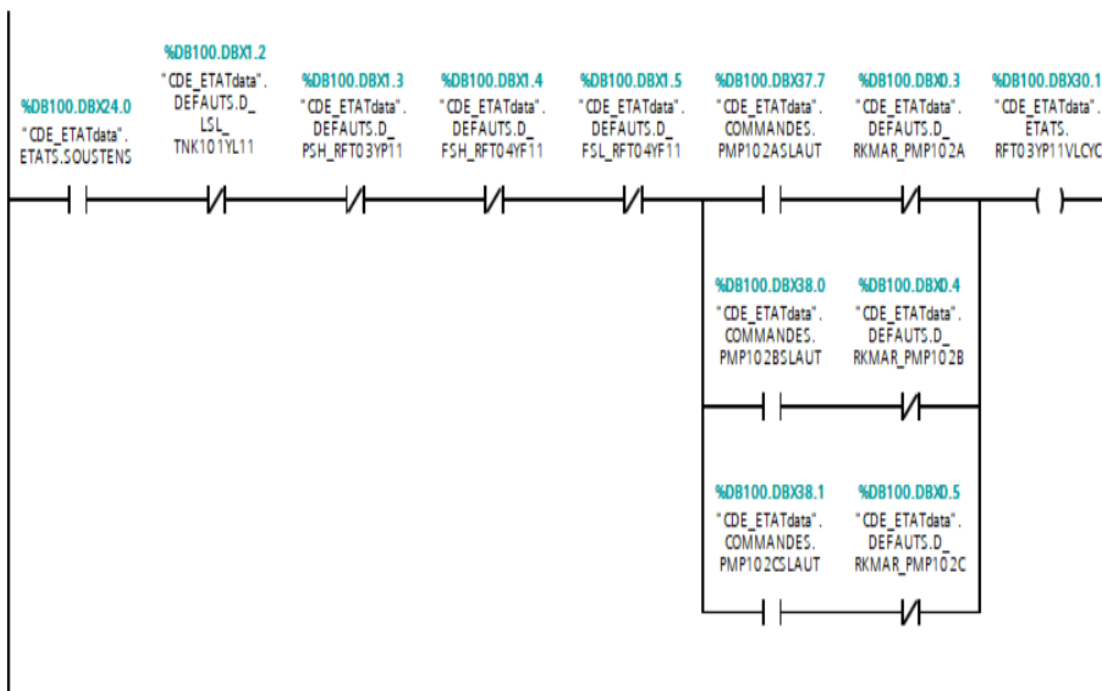 %DB100.DBX24.0
"CDE_ETATdata".
ETATS.SOUSTENS
%DB100.DBX1.2
"CDE_ETATdata".
DEFAUTS.D_
LSL_
TNK101YL11
%DB100.DBX1.3
"CDE_ETATdata".
DEFAUTS.D_
PSH_RFT03YP11
%DB100.DBX1.4
"CDE_ETATdata".
DEFAUTS.D_
FSH_RFT04YF11
%DB100.DBX1.5
"CDE_ETATdata".
DEFAUTS.D_
FSL_RFT04YF11
%DB100.DBX37.7
"CDE_ETATdata".
COMMANDES.
PMP102ASLAUT
%DB100.DBX0.3
"CDE_ETATdata".
DEFAUTS.D_
RKMAR_PMP102A
%DB100.DBX30.1
"CDE_ETATdata".
ETATS.
RFT03YP11VLCYC
%DB100.DBX38.0
"CDE_ETATdata".
COMMANDES.
PMP102BSLAUT
%DB100.DBX0.4
"CDE_ETATdata".
DEFAUTS.D_
RKMAR_PMP102B
%DB100.DBX38.1
"CDE_ETATdata".
COMMANDES.
PMP102CSLAUT
%DB100.DBX0.5
"CDE_ETATdata".
DEFAUTS.D_
RKMAR_PMP102C